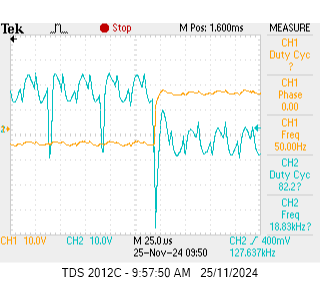 Tek Stop M Pos: 1.600ms MEASURE
CH1
Duty Cyc
?
CH1
Phase
0.00
CH1
Freq
50.00Hz
CH2
Duty Cyc
82.2?
CH2
Freq
18.83kHz?
2
CH1 10.0V CH2 10.0V M 25.0µs CH2 400mV
25-Nov-24 09:50 127.637kHz
TDS 2012C - 9:57:50 AM 25/11/2024